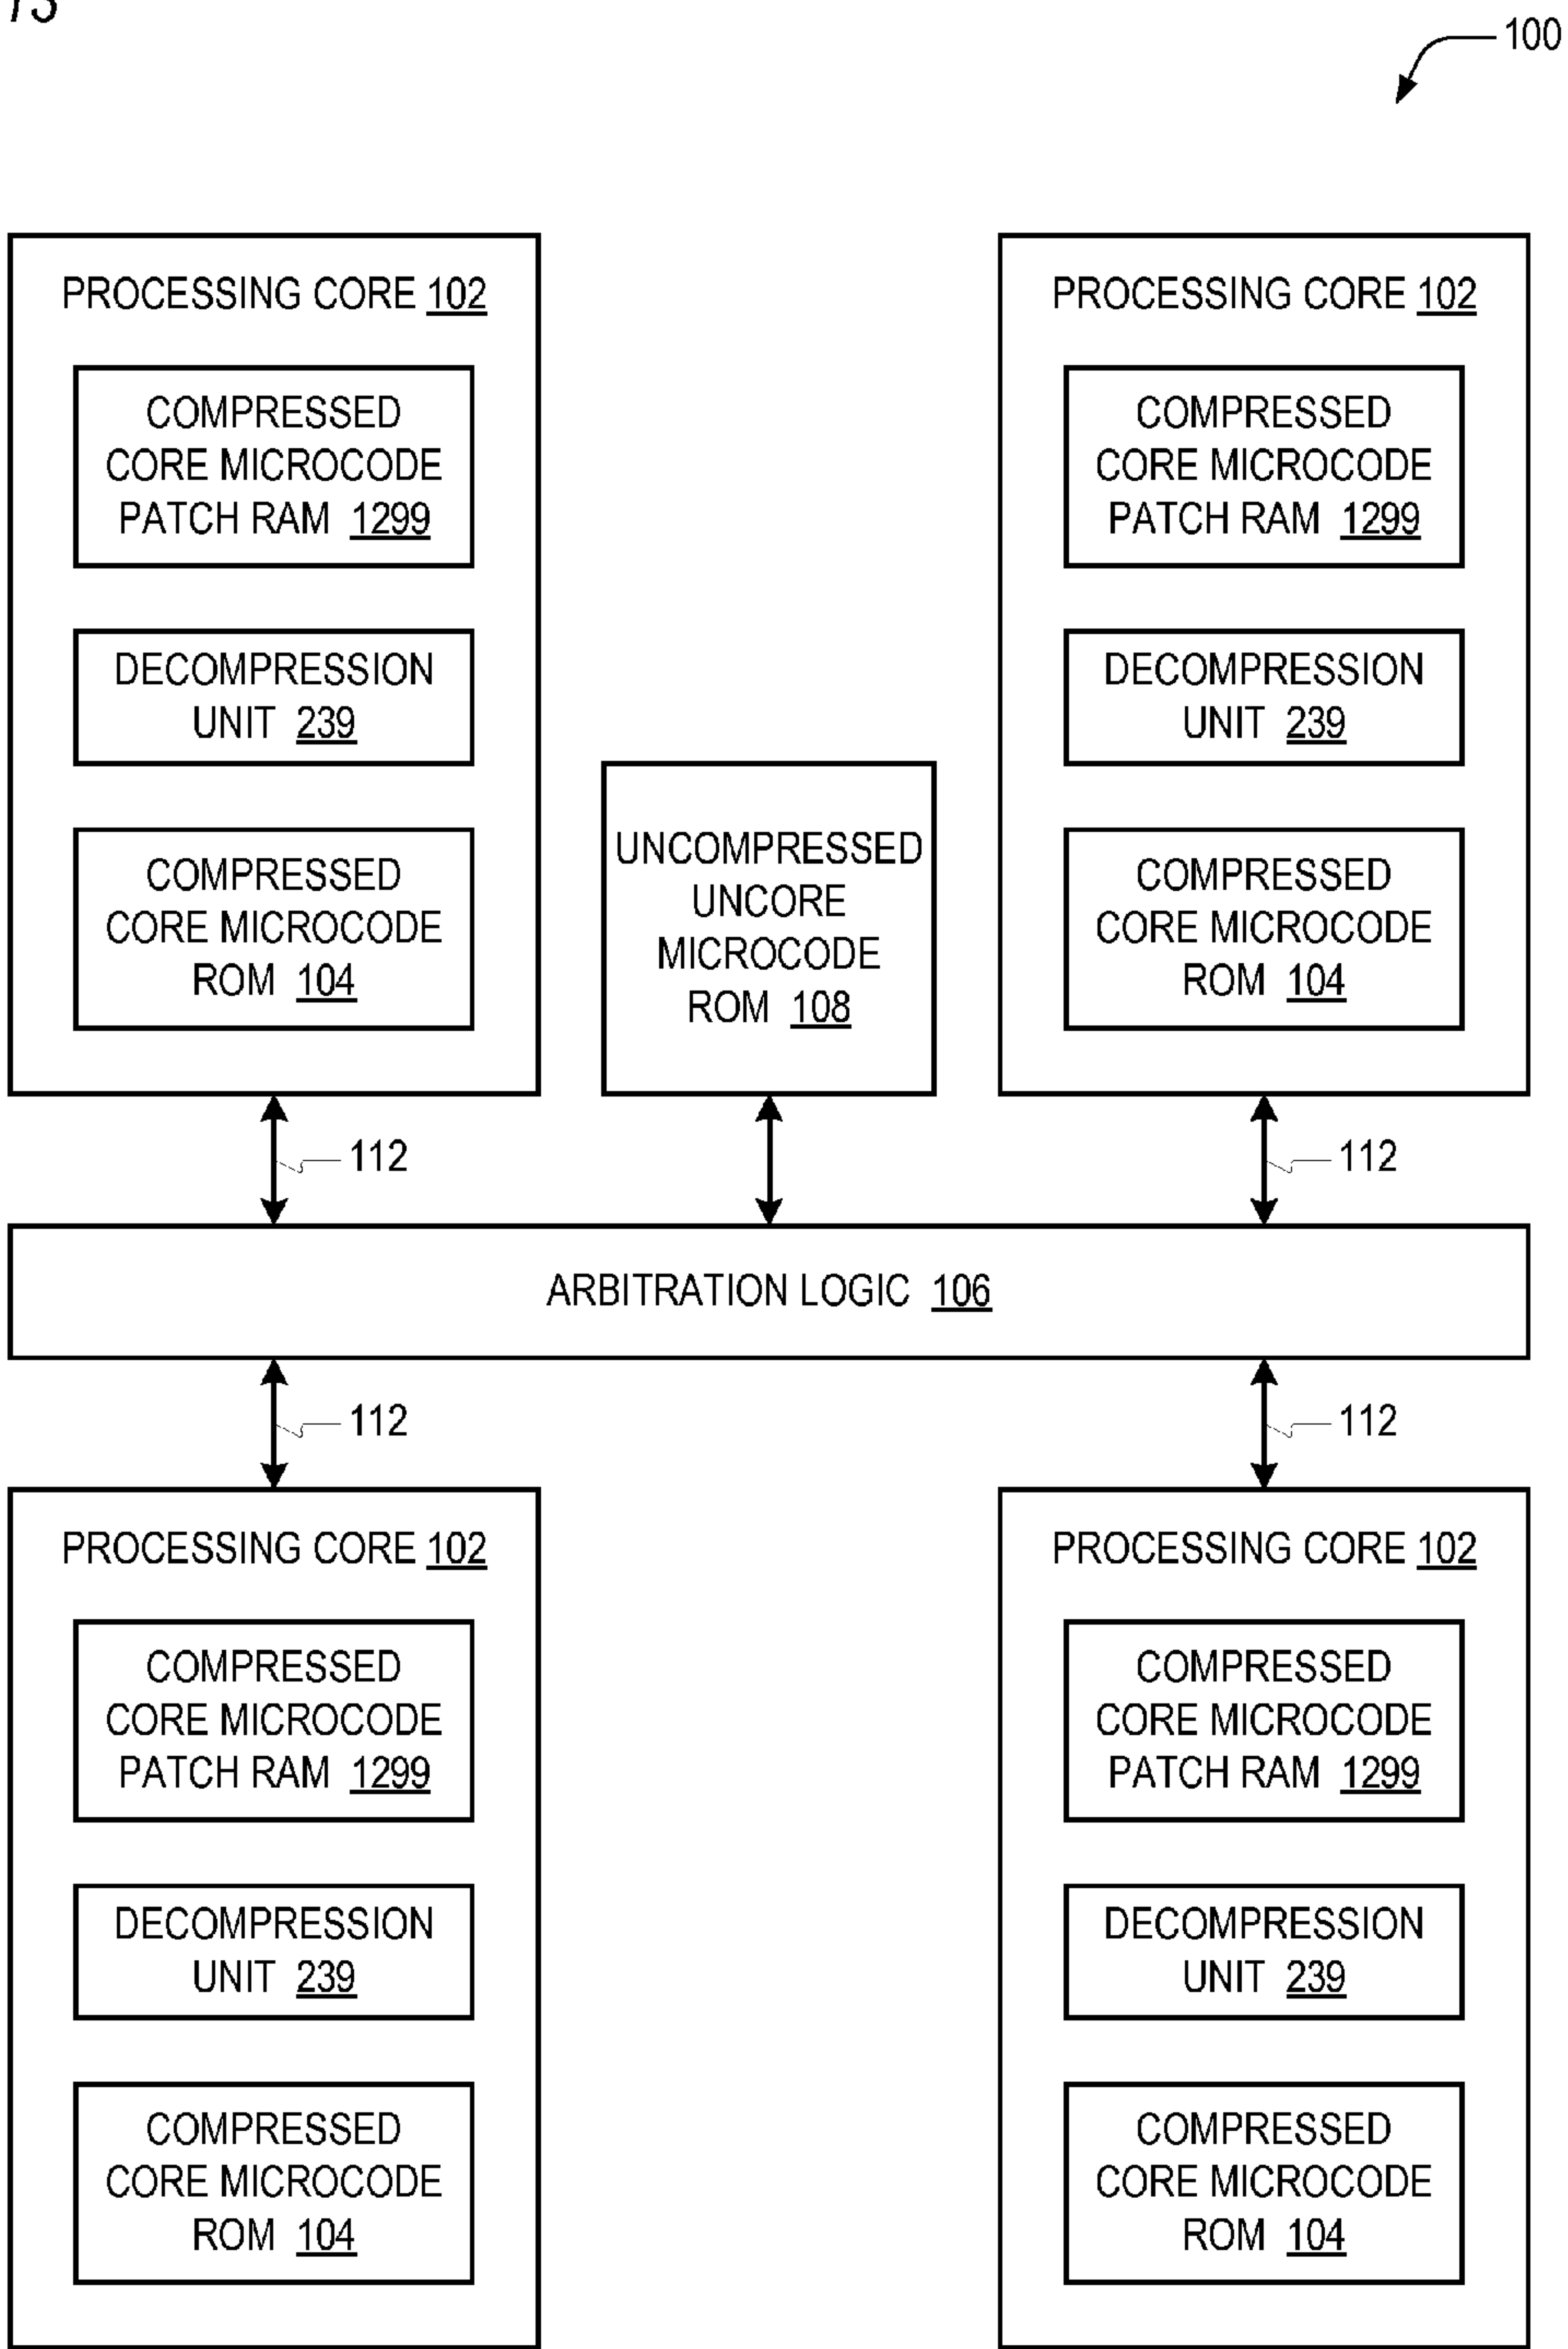 13
100
PROCESSING CORE 102
COMPRESSED
CORE MICROCODE
PATCH RAM 1299
DECOMPRESSION
UNIT 239
COMPRESSED
CORE MICROCODE
ROM 104
UNCOMPRESSED
UNCORE
MICROCODE
ROM 108
PROCESSING CORE 102
COMPRESSED
CORE MICROCODE
PATCH RAM 1299
DECOMPRESSION
UNIT 239
COMPRESSED
CORE MICROCODE
ROM 104
112
112
ARBITRATION LOGIC 106
112
112
PROCESSING CORE 102
COMPRESSED
CORE MICROCODE
PATCH RAM 1299
DECOMPRESSION
UNIT 239
COMPRESSED
CORE MICROCODE
ROM 104
PROCESSING CORE 102
COMPRESSED
CORE MICROCODE
PATCH RAM 1299
DECOMPRESSION
UNIT 239
COMPRESSED
CORE MICROCODE
ROM 104